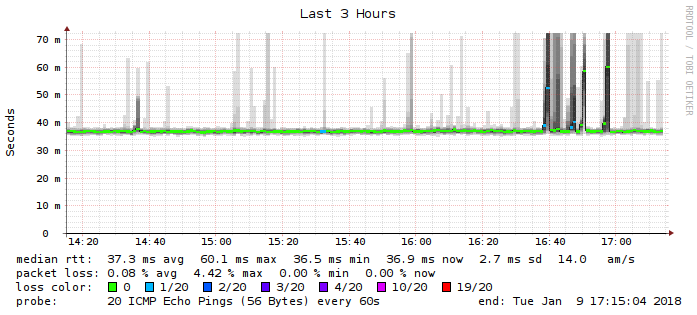 Last 3 Hours
RRDTOOL / TOBI OETIKER
Seconds
70 m
60 m
50 m
40 m
30 m
20 m
10 m
0
14:20 14:40 15:00 15:20 15:40 16:00 16:20 16:40 17:00
median rtt: 37.3 ms avg 60.1 ms max 36.5 ms min 36.9 ms now 2.7 ms sd 14.0 am/s
packet loss: 0.08 % avg 4.42 % max 0.00 % min 0.00 % now
loss color: 0 1/20 2/20 3/20 4/20 10/20 19/20
probe: 20 ICMP Echo Pings (56 Bytes) every 60s end: Tue Jan 9 17:15:04 2018